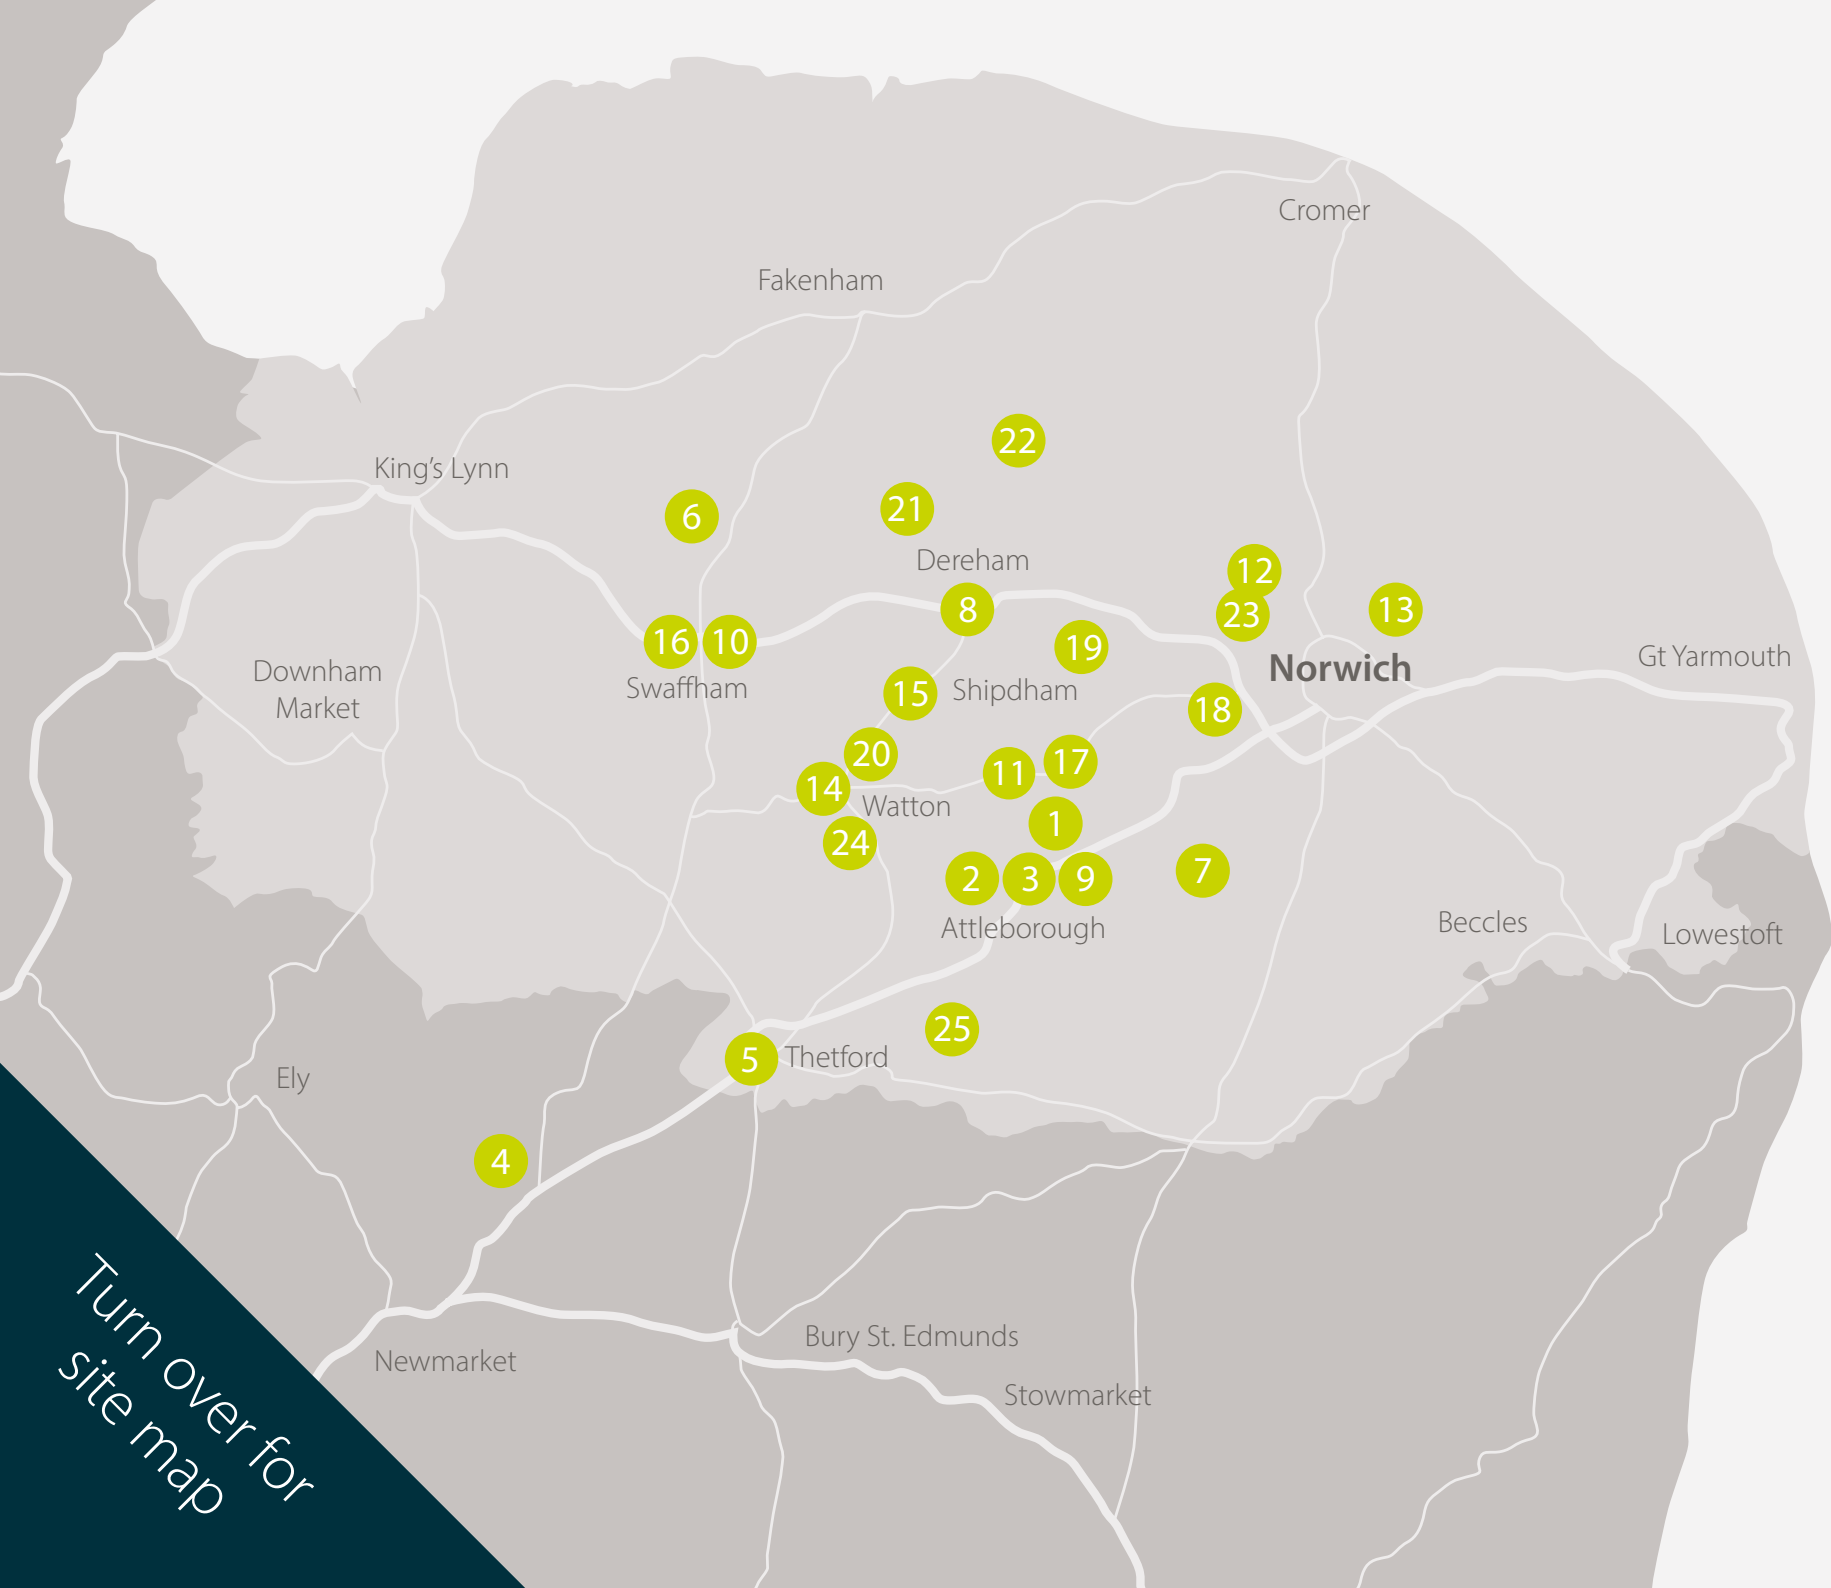 Cromer
Fakenham
22
King's Lynn
21
6
Dereham
12
8
13
23
16
10
19
Gt Yarmouth
Norwich
Downham
Market
Swaffham
15
Shipdham
18
20
17
11
14
Watton
1
24
7
2
3
9
Beccles
Attleborough
Lowestoft
25
5
Thetford
Ely
4
Turn over for
site map
Bury St. Edmunds
Newmarket
Stowmarket